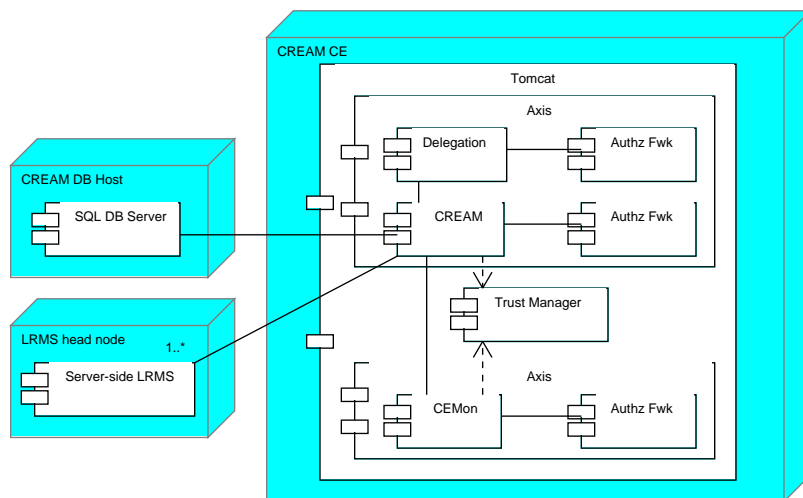 CREAM CE
Tomcat
Axis
Delegation
Authz Fwk
CREAM DB Host
SQL DB Server
CREAM
Authz Fwk
Trust Manager
LRMS head node
1..*
Server-side LRMS
Axis
CEMon
Authz Fwk